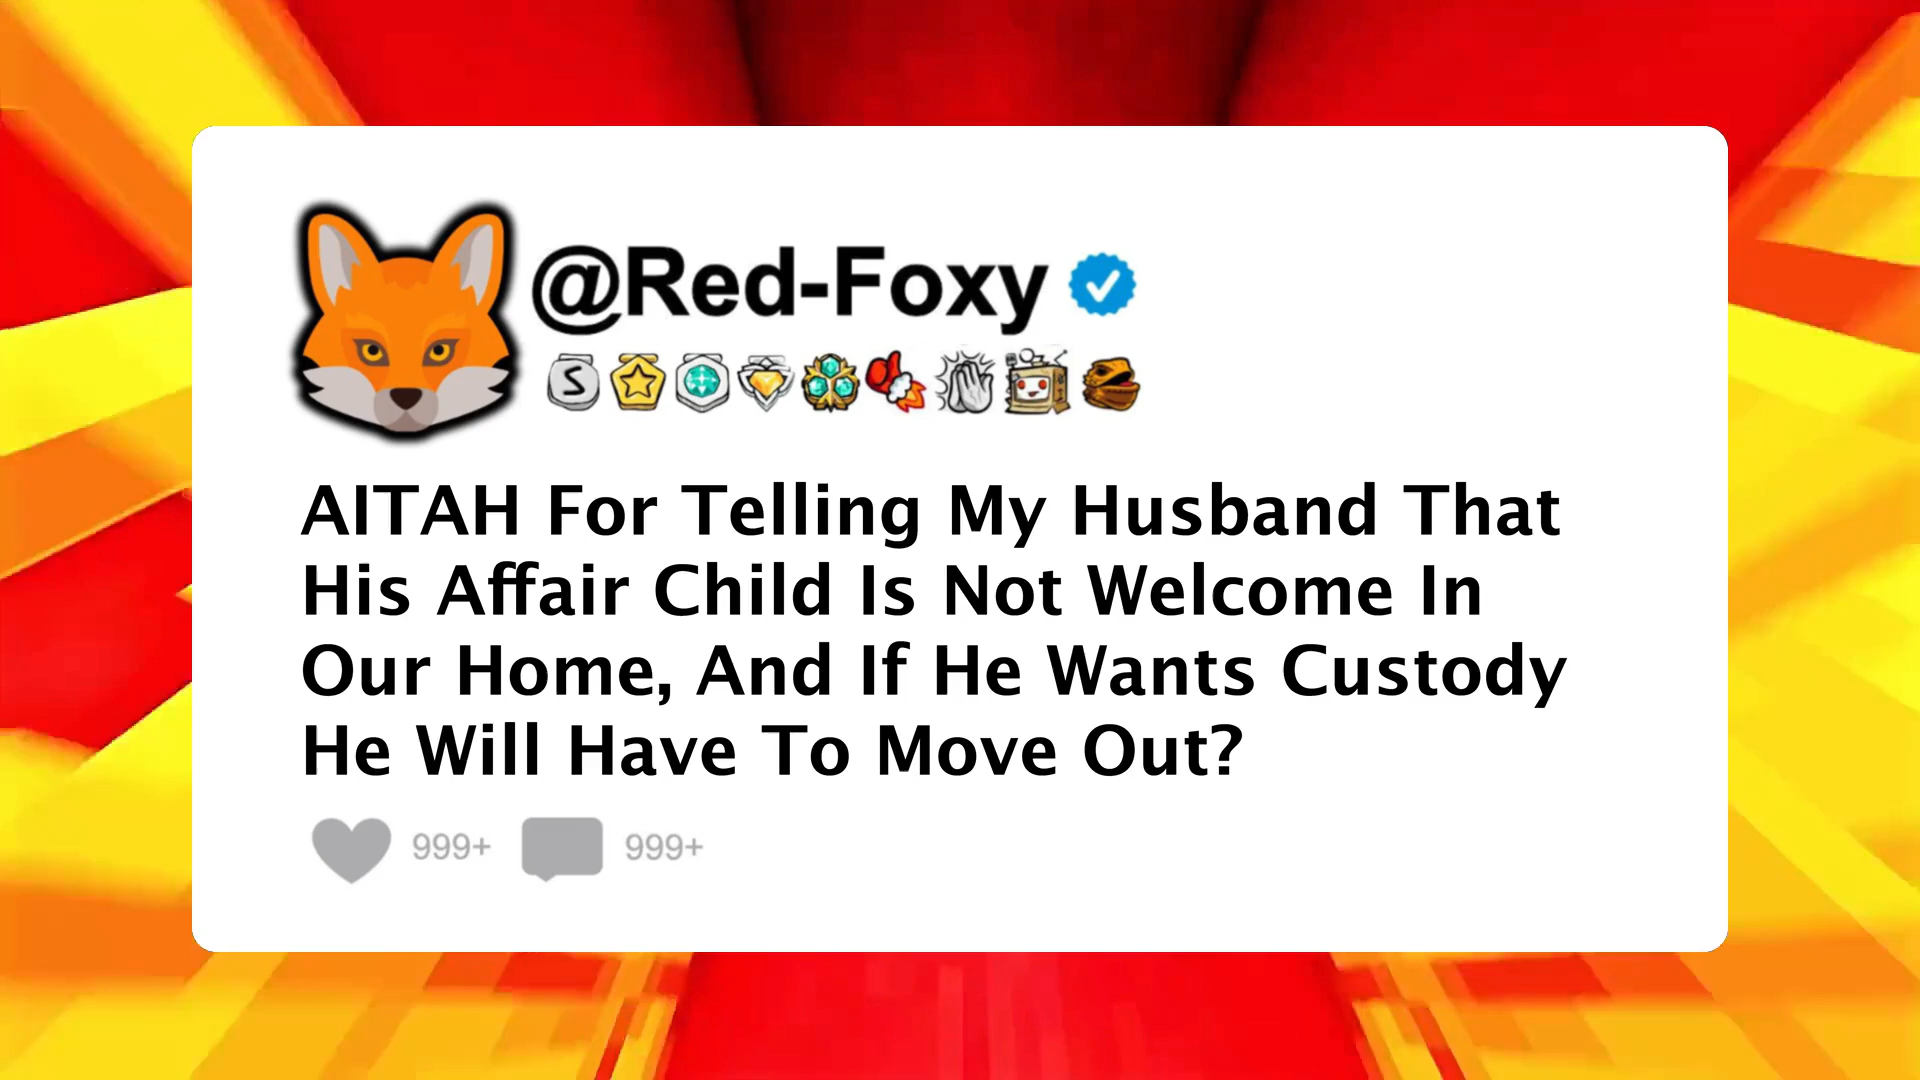 @Red-Foxy
S
AITAH For Telling My Husband That
His Affair Child Is Not Welcome In
Our Home, And If He Wants Custody
He Will Have To Move Out?
999+ 999+